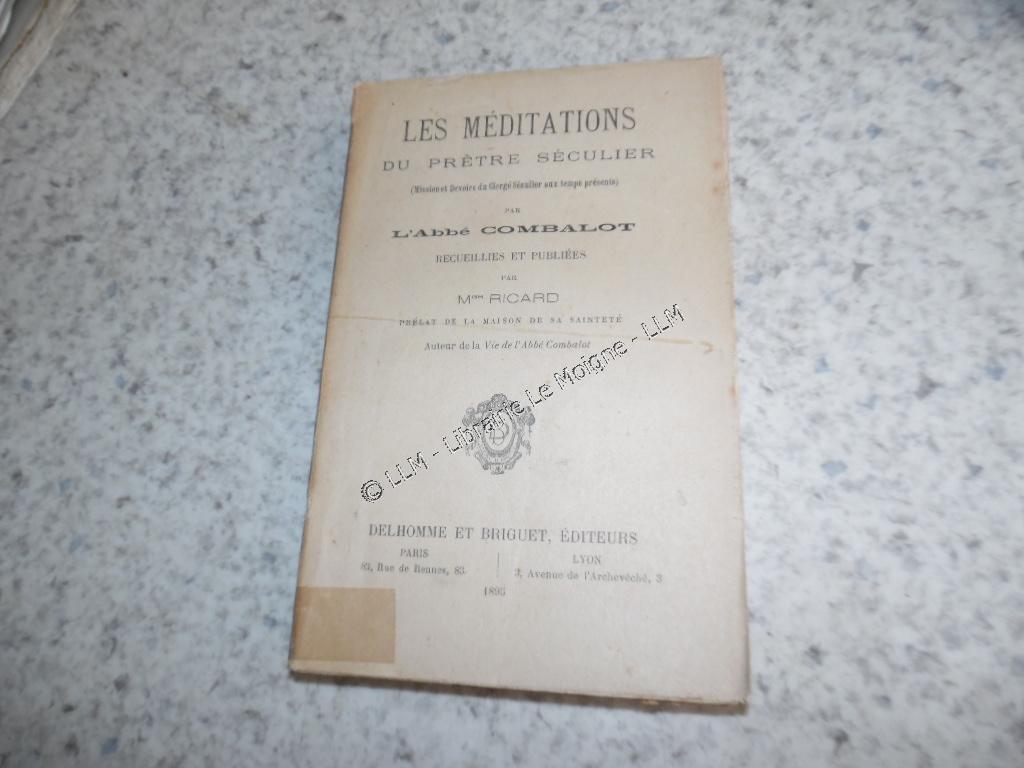 LES MÉDITATIONS
DU PRÊTRE SÉCULIER
(Mission et Devoirs du Clergé Séculier aux temps présents)
PAR
L'Abbé COMBALOT
RECUEILLIES ET PUBLIÉES
PAR
Mgr RICARD
PRÉLAT DE LA MAISON DE SA SAINTETÉ
Auteur de la Vie de l'Abbé Combalot
© LLM - Librairie Le Moigne - LLM
DELHOMME ET BRIGUET, ÉDITEURS
PARIS
83, Rue de Rennes, 83
LYON
3, Avenue de l'Archevêché, 3